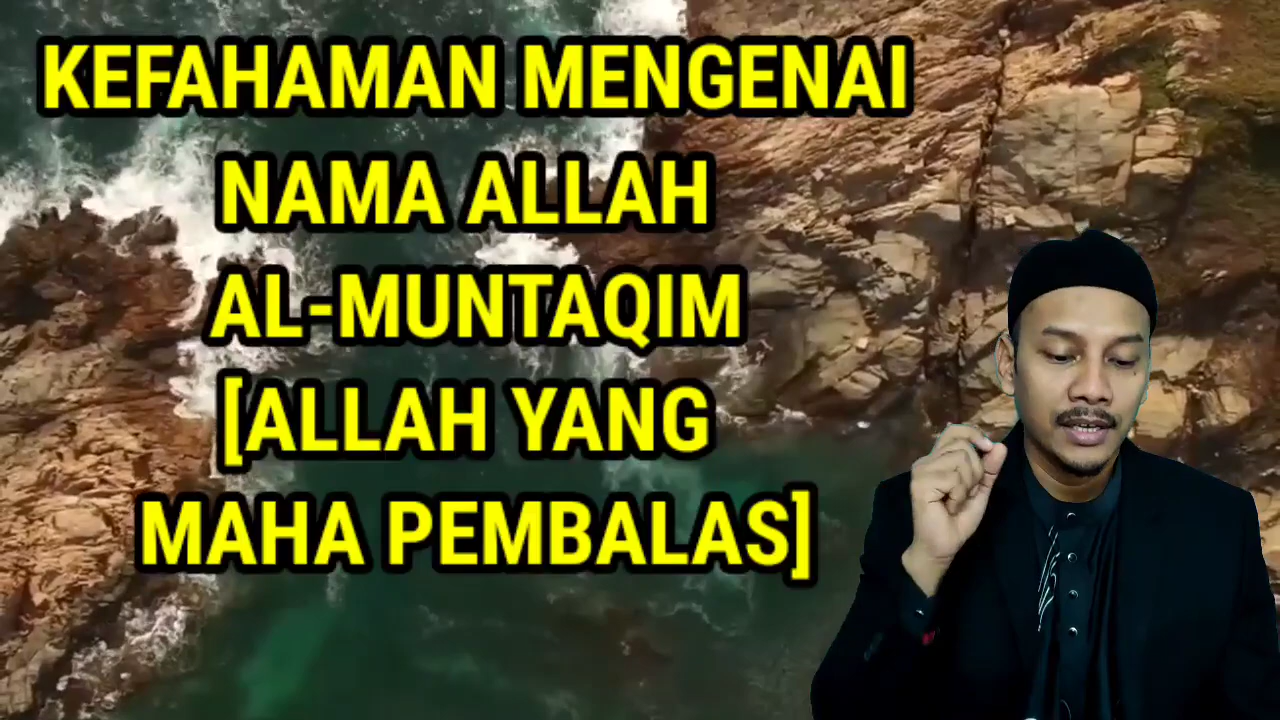 KEFAHAMAN MENGENAI
NAMA ALLAH
AL-MUNTAQIM
[ALLAH YANG
MAHA PEMBALAS]